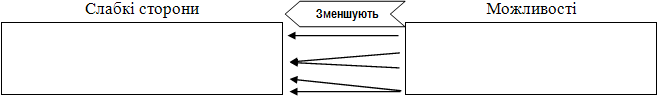 Слабкі сторони
Зменшують
Можливості